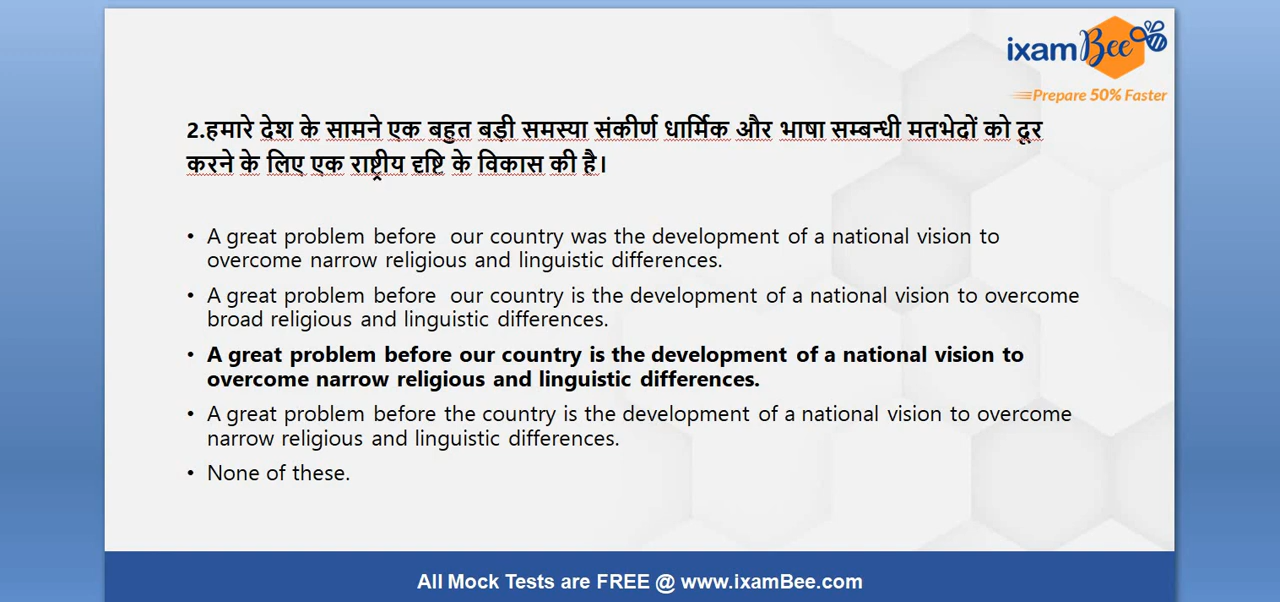 ixamBee
Prepare 50% Faster
2.हमारे देश के सामने एक बहुत बड़ी समस्या संकीर्ण धार्मिक और भाषा सम्बन्धी मतभेदों को दूर
करने के लिए एक राष्ट्रीय दृष्टि के विकास की है।
• A great problem before  our country was the development of a national vision to
overcome narrow religious and linguistic differences.
• A great problem before  our country is the development of a national vision to overcome
broad religious and linguistic differences.
• A great problem before our country is the development of a national vision to
overcome narrow religious and linguistic differences.
• A great problem before the country is the development of a national vision to overcome
narrow religious and linguistic differences.
• None of these.
All Mock Tests are FREE @ www.ixamBee.com